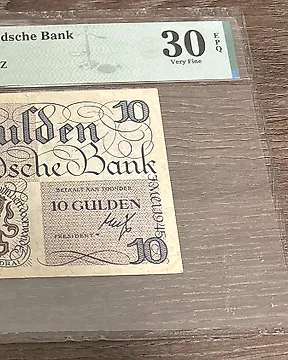 dsche Bank
30
EPQ
Very Fine
Z
ulden 10
dsche Bank
BETAALT AAN TOONDER
10 GULDEN
PRESIDENT
10